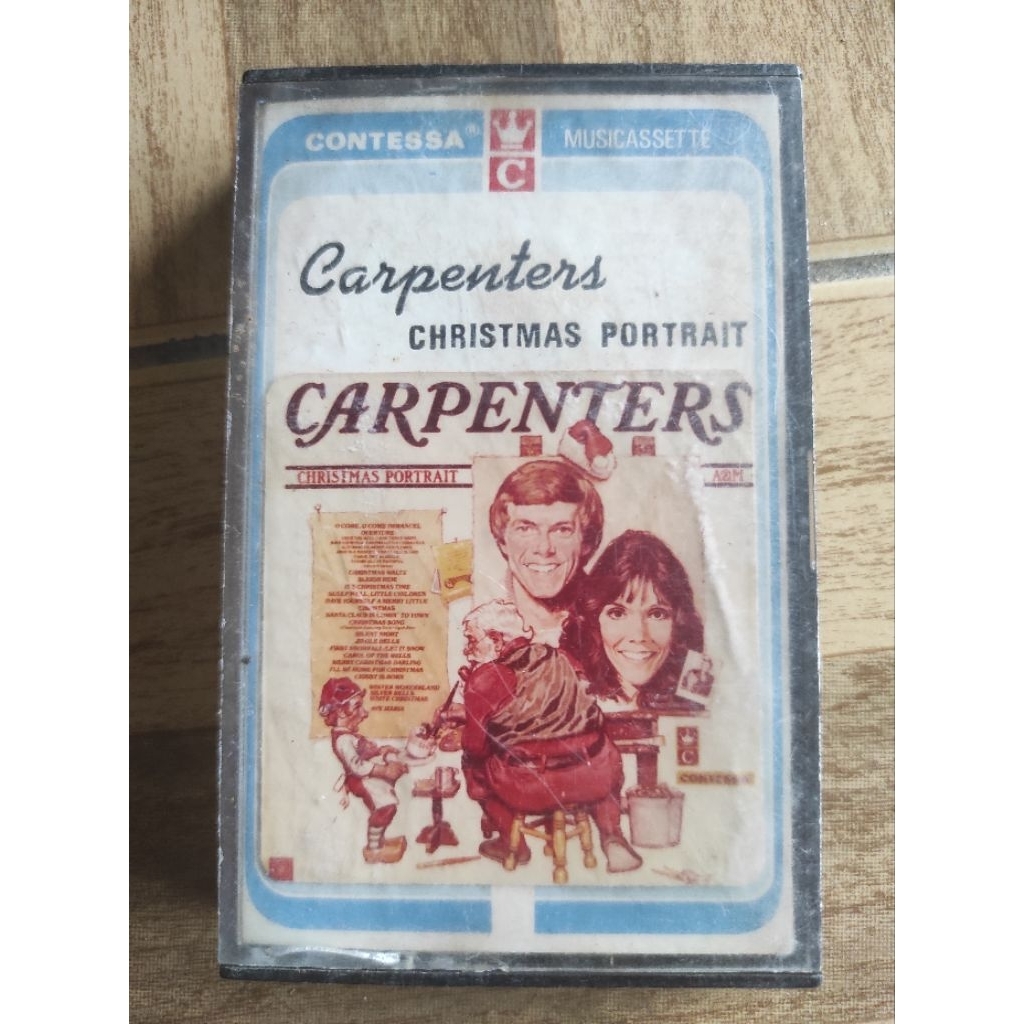 CONTESSA® MUSICASSETTE
C
Carpenters
CHRISTMAS PORTRAIT
CARPENTERS
CHRISTMAS PORTRAIT
A&M
O COME, O COME IMMANUEL
OVERTURE
CHRISTMAS WALTZ
SLEIGH RIDE
IT'S CHRISTMAS TIME
SLEEP WELL, LITTLE CHILDREN
HAVE YOURSELF A MERRY LITTLE
CHRISTMAS
SANTA CLAUS IS COMIN' TO TOWN
CHRISTMAS SONG
SILENT NIGHT
JINGLE BELLS
FIRST SNOWFALL/LET IT SNOW
CAROL OF THE BELLS
MERRY CHRISTMAS DARLING
I'LL BE HOME FOR CHRISTMAS
CHRIST IS BORN
WINTER WONDERLAND
SILVER BELLS
WHITE CHRISTMAS
AVE MARIA
C
CONTESSA